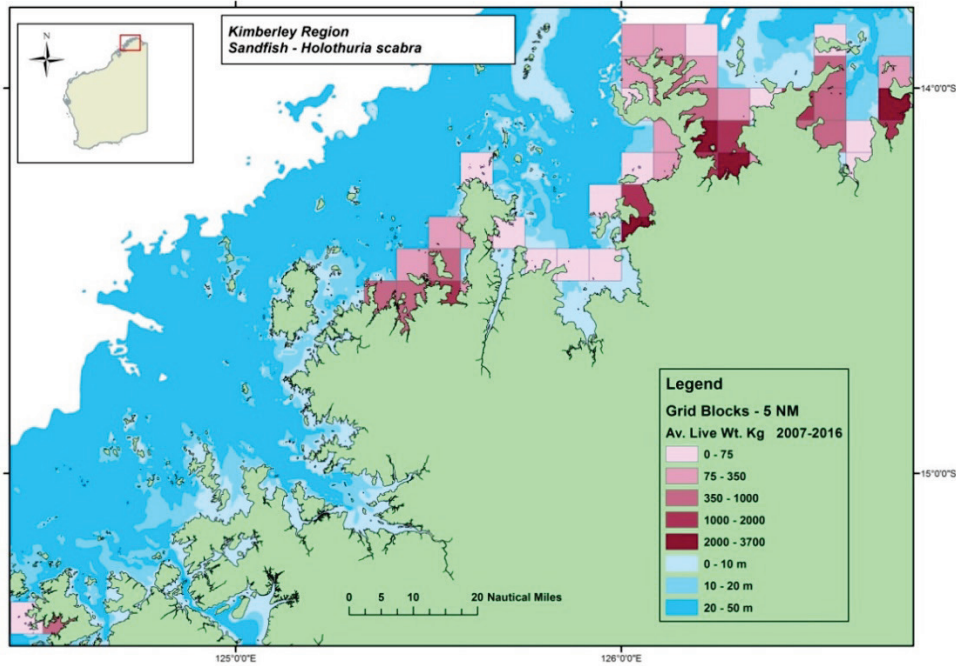 N
Kimberley Region
Sandfish - Holothuria scabra
14°0'0"S
Legend
Grid Blocks - 5 NM
Av. Live Wt. Kg 2007-2016
0 - 75
75 - 350
350 - 1000
1000 - 2000
2000 - 3700
0 - 10 m
10 - 20 m
20 - 50 m
15°0'0"S
0 5 10 20 Nautical Miles
125°0'0"E
126°0'0"E